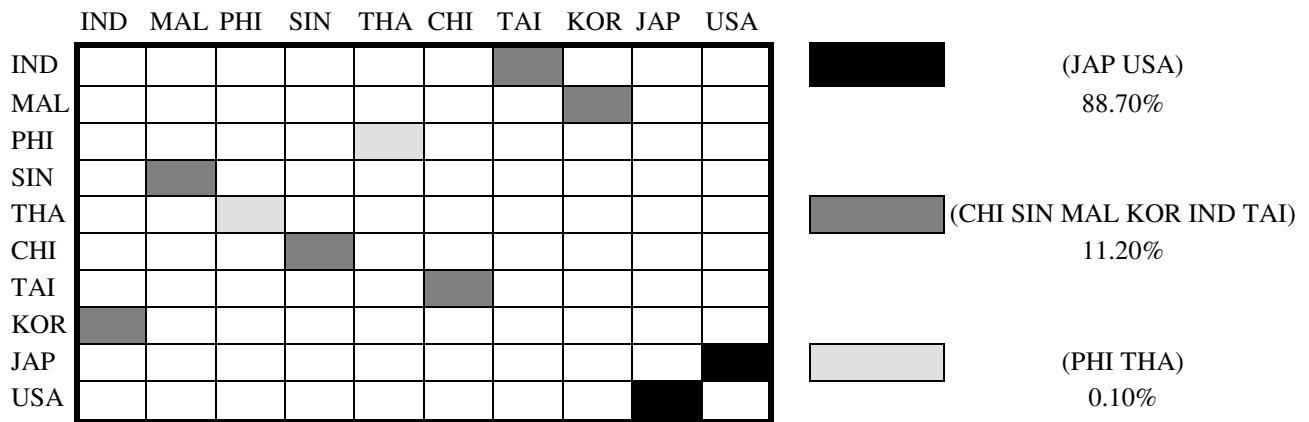 IND MAL PHI SIN THA CHI TAI KOR JAP USA
IND
MAL
PHI
SIN
THA
CHI
TAI
KOR
JAP
USA
(JAP USA)
88.70%
(CHI SIN MAL KOR IND TAI)
11.20%
(PHI THA)
0.10%